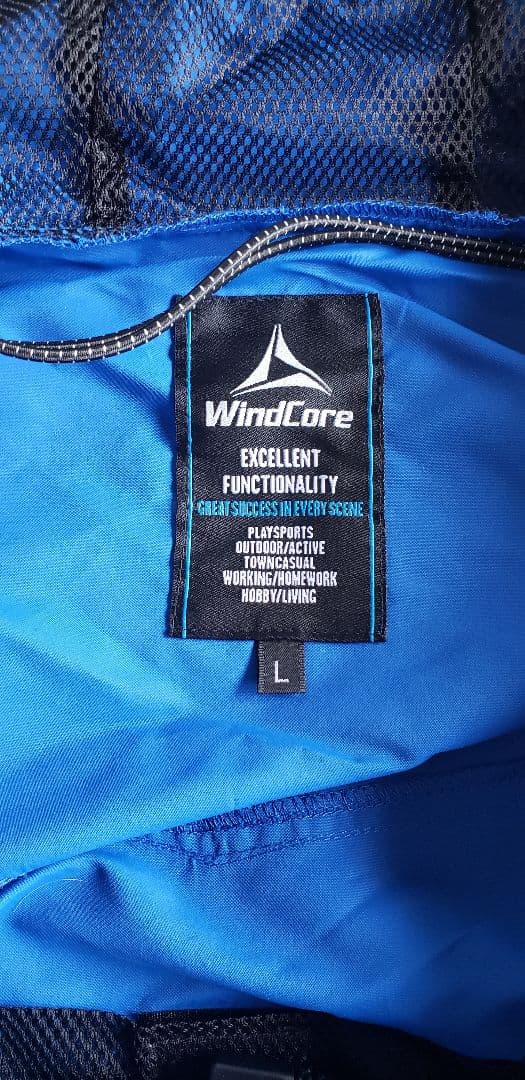 WindCore
EXCELLENT
FUNCTIONALITY
GREAT SUCCESS IN EVERY SCENE
PLAYSPORTS
OUTDOOR/ACTIVE
TOWNCASUAL
WORKING/HOMEWORK
HOBBY/LIVING
L